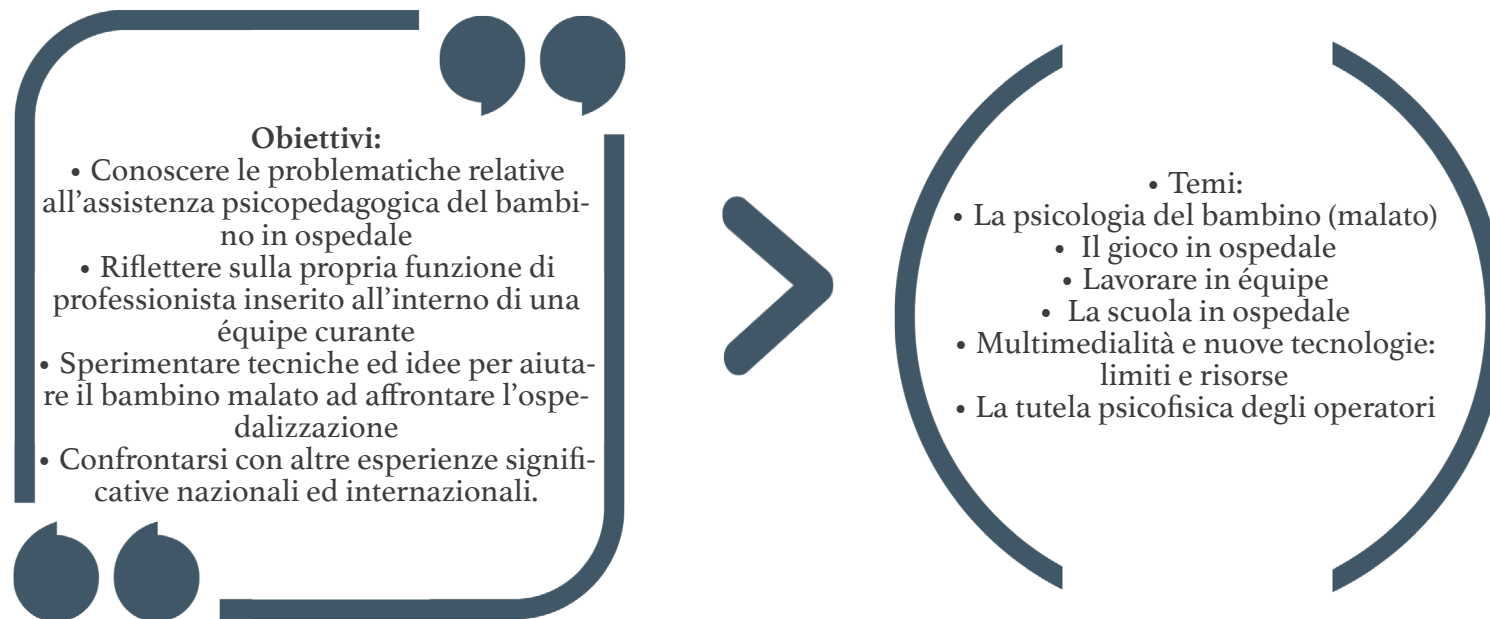 Obiettivi:
• Conoscere le problematiche relative
all’assistenza psicopedagogica del bambi-
no in ospedale
• Riflettere sulla propria funzione di
professionista inserito all’interno di una
équipe curante
• Sperimentare tecniche ed idee per aiuta-
re il bambino malato ad affrontare l’ospe-
dalizzazione
• Confrontarsi con altre esperienze signifi-
cative nazionali ed internazionali.
• Temi:
• La psicologia del bambino (malato)
• Il gioco in ospedale
• Lavorare in équipe
• La scuola in ospedale
• Multimedialità e nuove tecnologie:
limiti e risorse
• La tutela psicofisica degli operatori